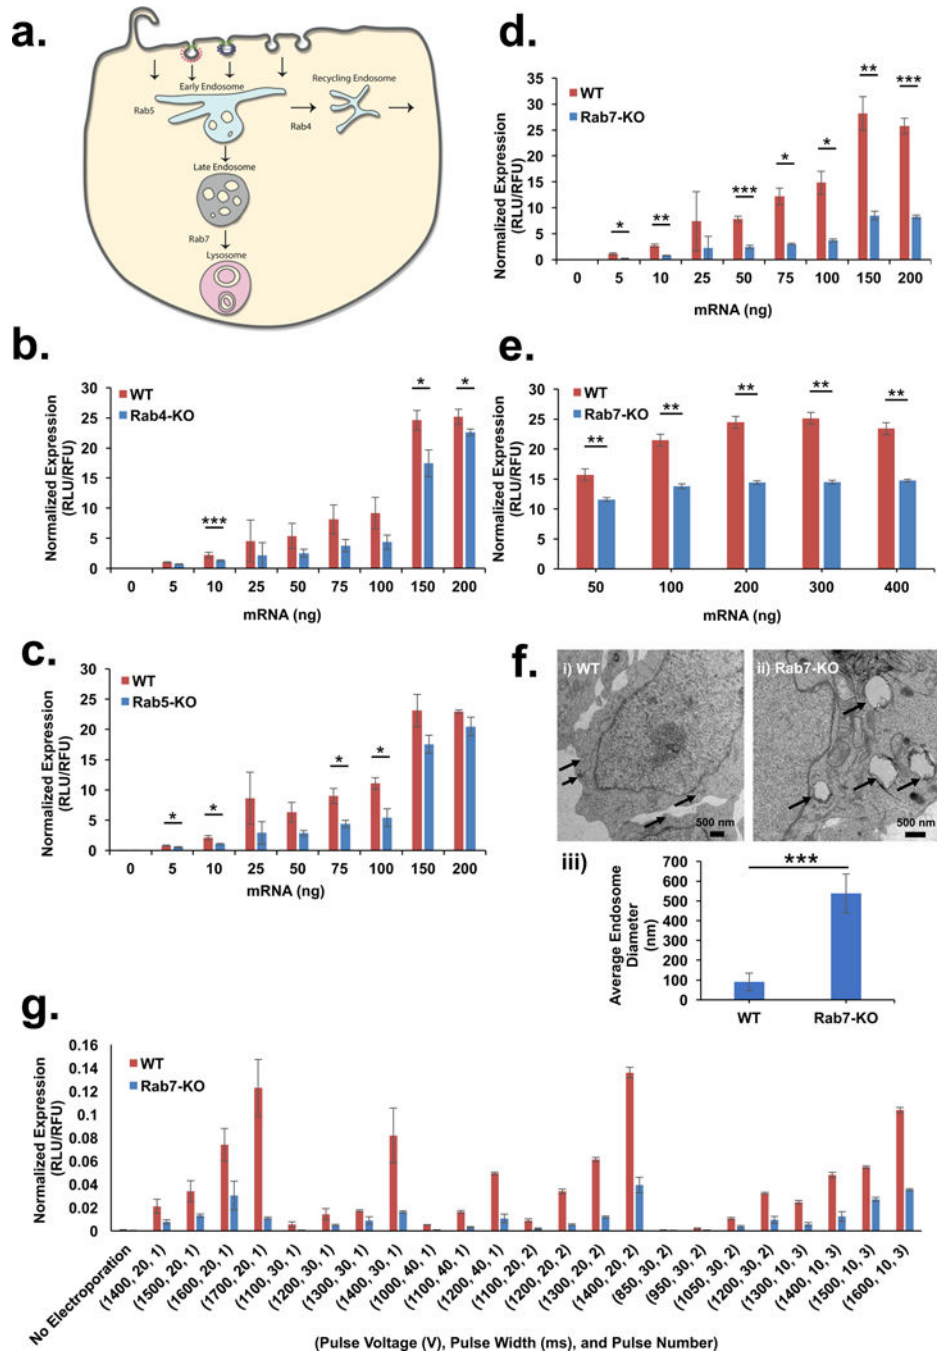 a.
Early Endosome
Recycling Endosome
Rab5
Rab4
Late Endosome
Rab7
Lysosome
b.
Normalized Expression
(RLU/RFU)
30
25
20
15
10
5
0
WT
Rab4-KO
***
*
*
0 5 10 25 50 75 100 150 200
mRNA (ng)
c.
Normalized Expression
(RLU/RFU)
30
25
20
15
10
5
0
WT
Rab5-KO
*
*
*
*
0 5 10 25 50 75 100 150 200
mRNA (ng)
d.
Normalized Expression
(RLU/RFU)
35
30
25
20
15
10
5
0
WT
Rab7-KO
*
**
***
*
*
**
***
0 5 10 25 50 75 100 150 200
mRNA (ng)
e.
Normalized Expression
(RLU/RFU)
30
25
20
15
10
5
0
WT
Rab7-KO
**
**
**
**
**
50 100 200 300 400
mRNA (ng)
f.
i) WT
500 nm
ii) Rab7-KO
500 nm
iii)
Average Endosome
Diameter
(nm)
700
600
500
400
300
200
100
0
***
WT Rab7-KO
g.
Normalized Expression
(RLU/RFU)
0.16
0.14
0.12
0.1
0.08
0.06
0.04
0.02
0
WT
Rab7-KO
No Electroporation
(1400, 20, 1)
(1500, 20, 1)
(1600, 20, 1)
(1700, 20, 1)
(1100, 30, 1)
(1200, 30, 1)
(1300, 30, 1)
(1400, 30, 1)
(1000, 40, 1)
(1100, 40, 1)
(1200, 40, 1)
(1100, 20, 2)
(1200, 20, 2)
(1300, 20, 2)
(1400, 20, 2)
(850, 30, 2)
(950, 30, 2)
(1050, 30, 2)
(1200, 30, 2)
(1300, 10, 3)
(1400, 10, 3)
(1500, 10, 3)
(1600, 10, 3)
(Pulse Voltage (V), Pulse Width (ms), and Pulse Number)